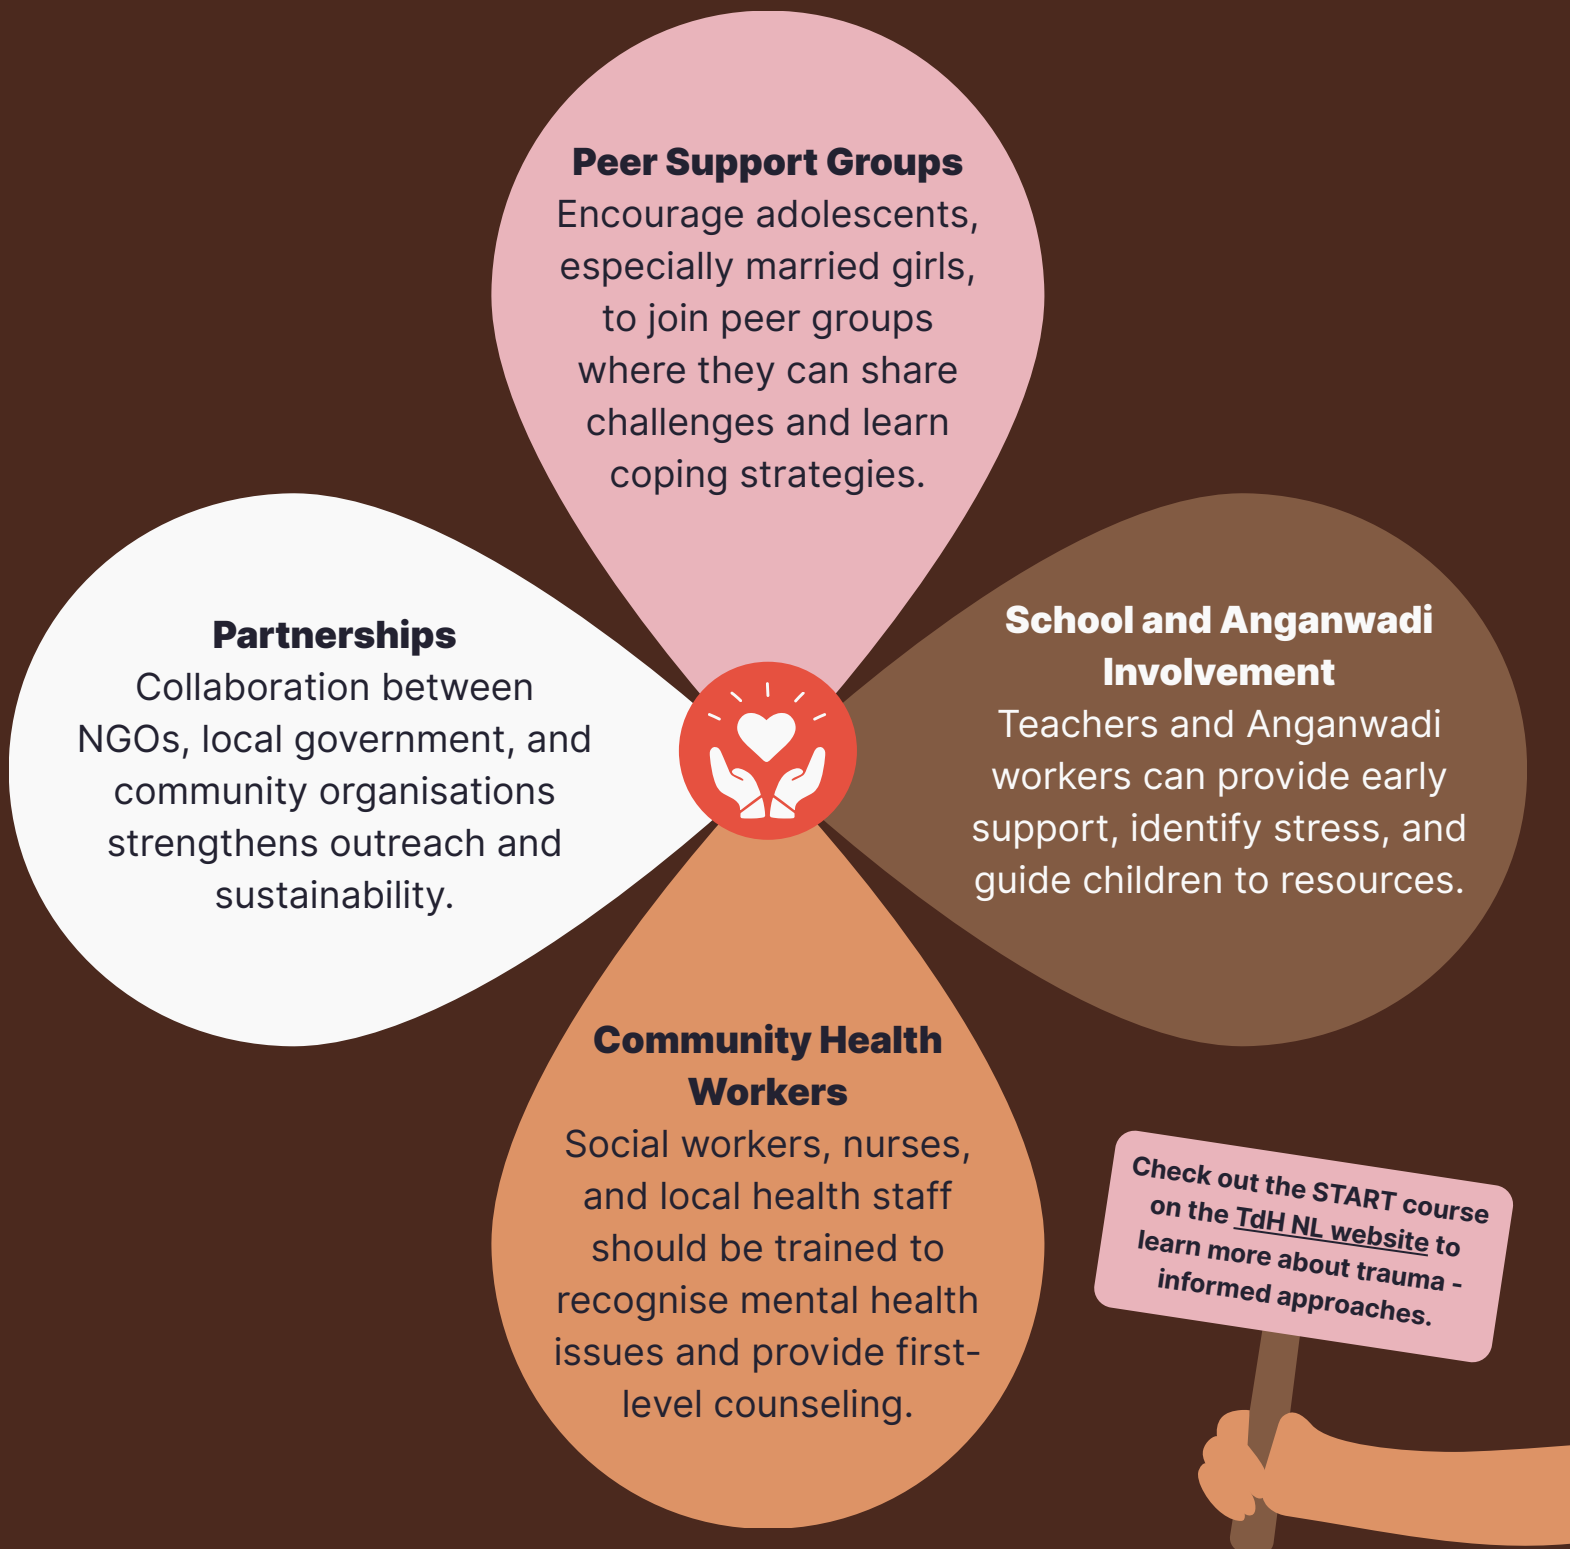 Peer Support Groups
Encourage adolescents,
especially married girls,
to join peer groups
where they can share
challenges and learn
coping strategies.
Partnerships
Collaboration between
NGOs, local government, and
community organisations
strengthens outreach and
sustainability.
School and Anganwadi
Involvement
Teachers and Anganwadi
workers can provide early
support, identify stress, and
guide children to resources.
Community Health
Workers
Social workers, nurses,
and local health staff
should be trained to
recognise mental health
issues and provide first-
level counseling.
Check out the START course
on the TdH NL website to
learn more about trauma -
informed approaches.